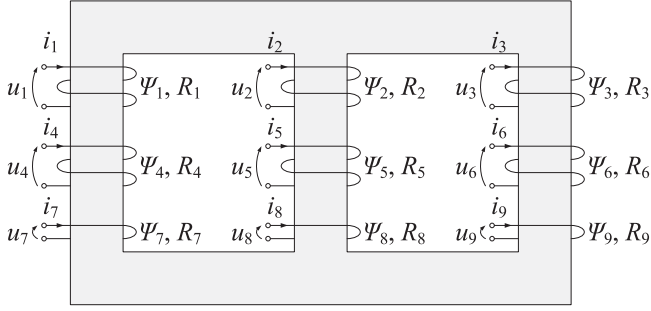 i1 i2 i3
u1 Ψ1, R1 u2 Ψ2, R2 u3 Ψ3, R3
i4 i5 i6
u4 Ψ4, R4 u5 Ψ5, R5 u6 Ψ6, R6
i7 i8 i9
u7 Ψ7, R7 u8 Ψ8, R8 u9 Ψ9, R9